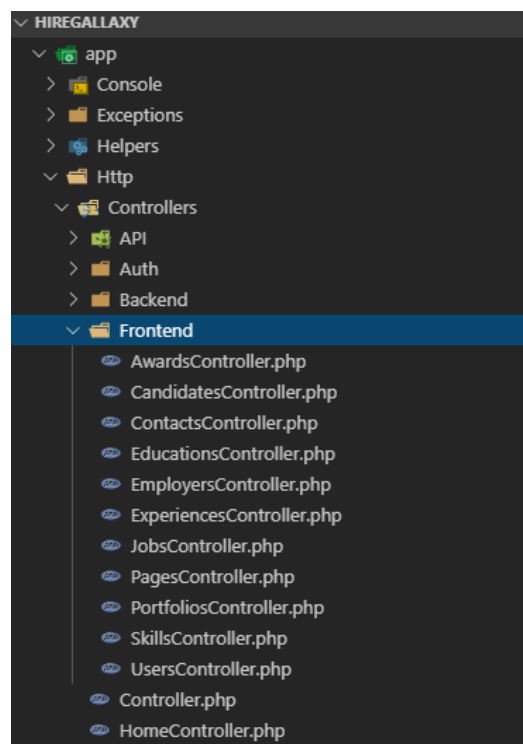 HIREGALLAXY
app
Console
Exceptions
Helpers
Http
Controllers
API
Auth
Backend
Frontend
AwardsController.php
CandidatesController.php
ContactsController.php
EducationsController.php
EmployersController.php
ExperiencesController.php
JobsController.php
PagesController.php
PortfoliosController.php
SkillsController.php
UsersController.php
Controller.php
HomeController.php